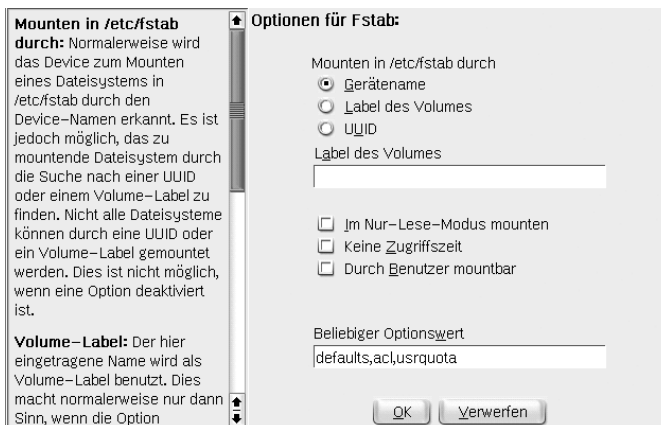 Mounten in /etc/fstab
durch: Normalerweise wird
das Device zum Mounten
eines Dateisystems in
/etc/fstab durch den
Device-Namen erkannt. Es ist
jedoch möglich, das zu
mountende Dateisystem durch
die Suche nach einer UUID
oder einem Volume-Label zu
finden. Nicht alle Dateisysteme
können durch eine UUID oder
ein Volume-Label gemountet
werden. Dies ist nicht möglich,
wenn eine Option deaktiviert
ist.
Volume-Label: Der hier
eingetragene Name wird als
Volume-Label benutzt. Dies
macht normalerweise nur dann
Sinn, wenn die Option
Optionen für Fstab:
Mounten in /etc/fstab durch
Gerätename
Label des Volumes
UUID
Label des Volumes
Im Nur-Lese-Modus mounten
Keine Zugriffszeit
Durch Benutzer mountbar
Beliebiger Optionswert
defaults,acl,usrquota
OK
Verwerfen